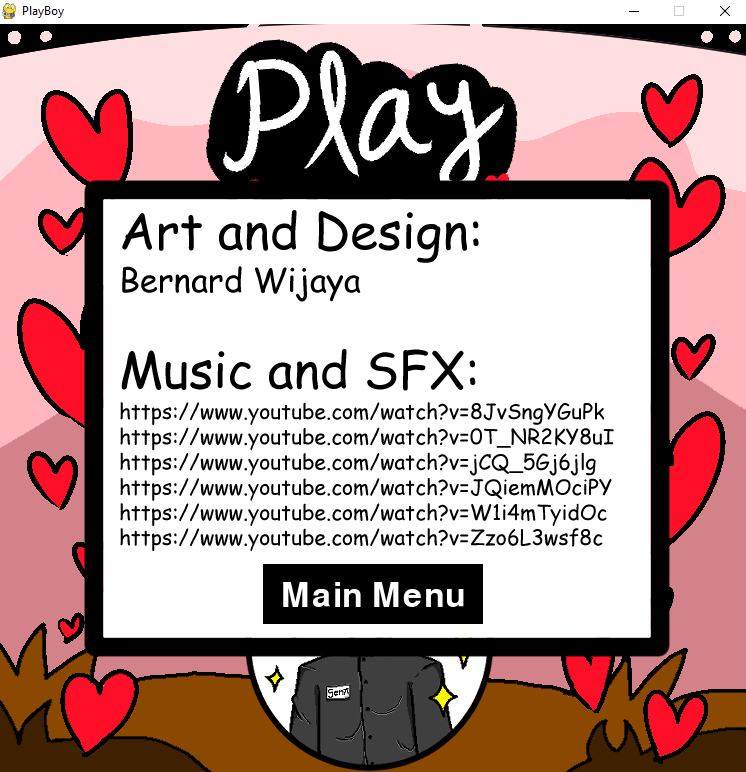 PlayBoy
Play
Art and Design:
Bernard Wijaya
Music and SFX:
https://www.youtube.com/watch?v=8JvSngYGuPk
https://www.youtube.com/watch?v=0T_NR2KY8uI
https://www.youtube.com/watch?v=jCQ_5Gj6jlg
https://www.youtube.com/watch?v=JQiemMOciPY
https://www.youtube.com/watch?v=W1i4mTyidOc
https://www.youtube.com/watch?v=Zzo6L3wsf8c
Main Menu